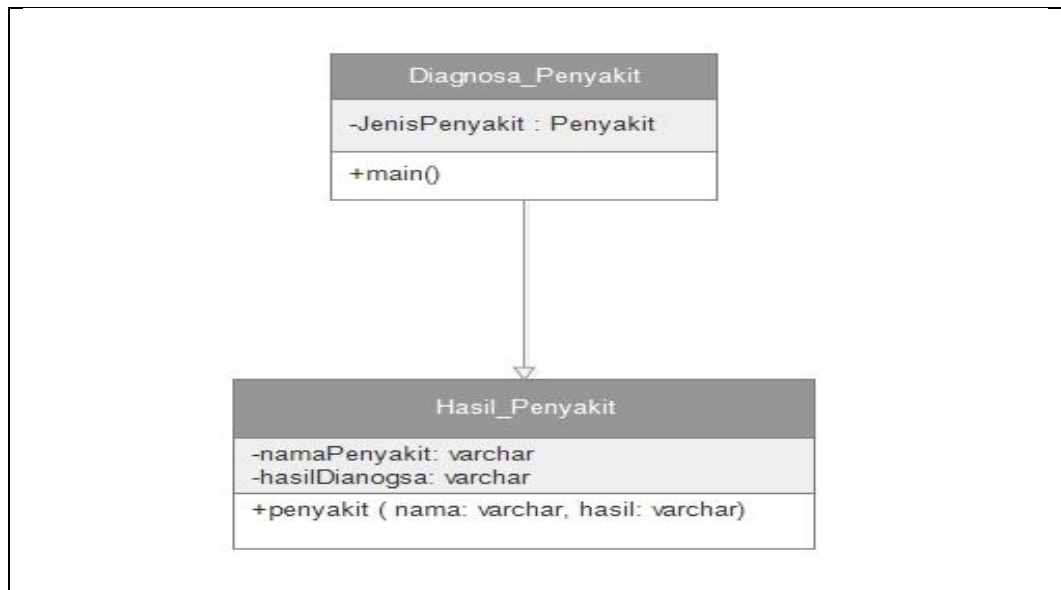 Diagnosa_Penyakit
-JenisPenyakit : Penyakit
+main()
Hasil_Penyakit
-namaPenyakit: varchar
-hasilDianogsa: varchar
+penyakit ( nama: varchar, hasil: varchar)